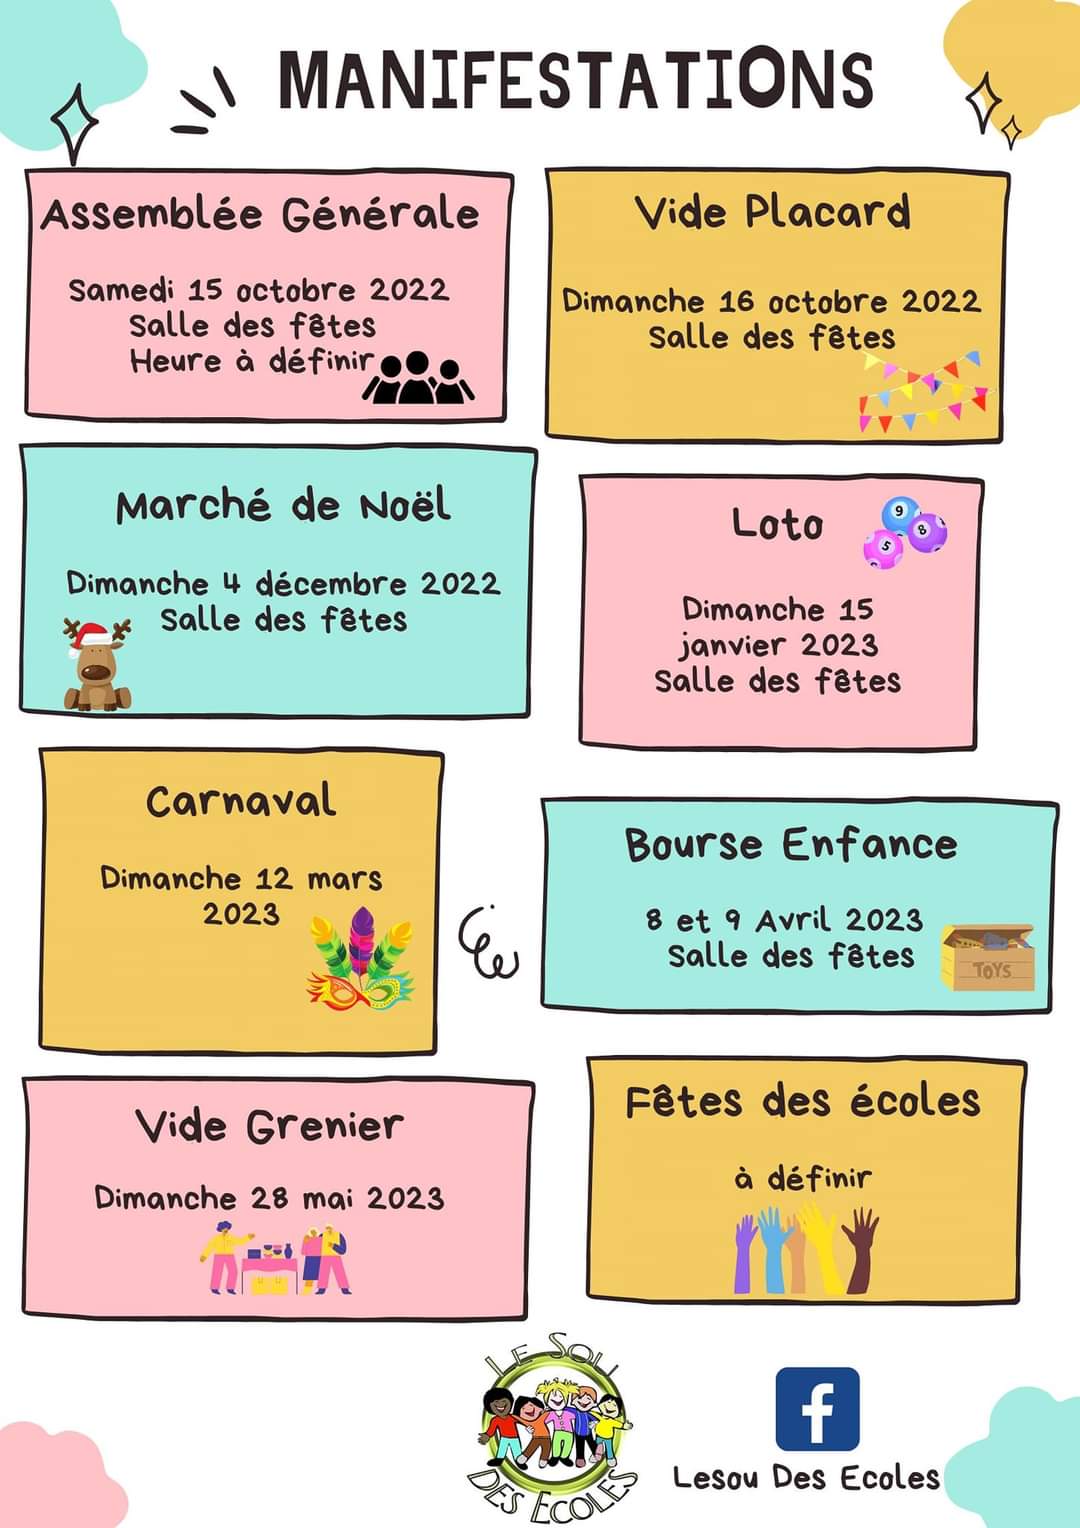 MANIFESTATIONS
Assemblée Générale
Samedi 15 octobre 2022
Salle des fêtes
Heure à définir
Vide Placard
Dimanche 16 octobre 2022
Salle des fêtes
Marché de Noël
Dimanche 4 décembre 2022
Salle des fêtes
Loto
9
8
5
Dimanche 15
janvier 2023
Salle des fêtes
Carnaval
Dimanche 12 mars
2023
Bourse Enfance
8 et 9 Avril 2023
Salle des fêtes
TOYS
Vide Grenier
Dimanche 28 mai 2023
Fêtes des écoles
à définir
LE SOU
DES ECOLES
f
Lesou Des Ecoles